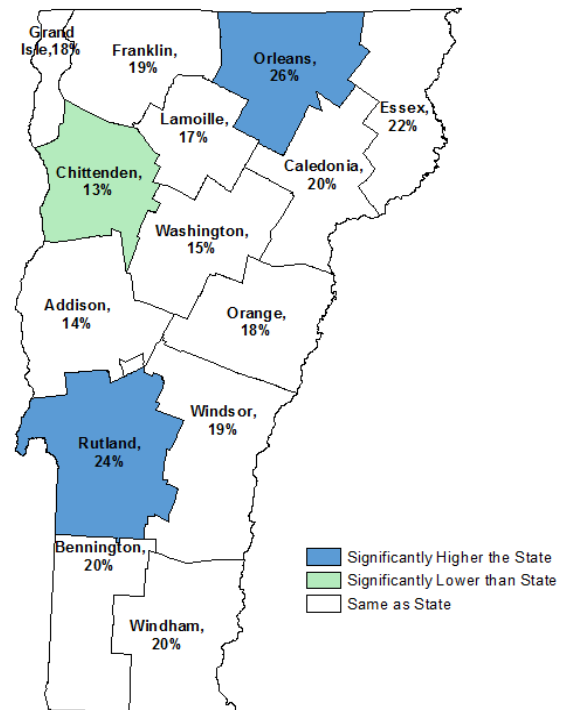 Grand
Isle,18%
Franklin,
19%
Orleans,
26%
Essex,
22%
Lamoille,
17%
Caledonia,
20%
Chittenden,
13%
Washington,
15%
Addison,
14%
Orange,
18%
Windsor,
19%
Rutland,
24%
Bennington,
20%
Windham,
20%
Significantly Higher the State
Significantly Lower than State
Same as State